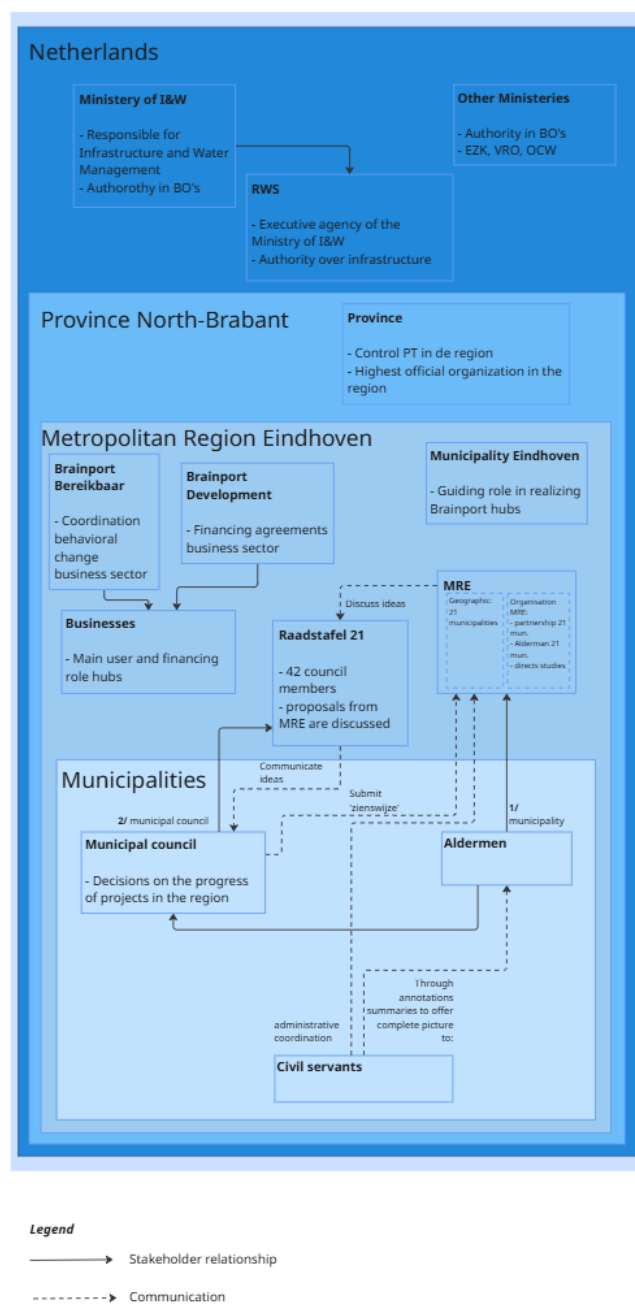 Netherlands
Ministery of I&W
- Responsible for
Infrastructure and Water
Management
- Authorothy in BO's
Other Ministeries
- Authority in BO's
- EZK, VRO, OCW
RWS
- Executive agency of the
Ministry of I&W
- Authority over infrastructure
Province North-Brabant
Province
- Control PT in de region
- Highest official organization in the
region
Metropolitan Region Eindhoven
Brainport
Bereikbaar
- Coordination
behavioral
change
business sector
Brainport
Development
- Financing agreements
business sector
Municipality Eindhoven
- Guiding role in realizing
Brainport hubs
Businesses
- Main user and financing
role hubs
Discuss ideas
Raadstafel 21
- 42 council
members
- proposals from
MRE are discussed
MRE
Geographic:
21
municipalities
Organisation
MRE:
- partnership 21
mun.
- Alderman 21
mun.
- directs studies
Municipalities
Communicate
ideas
Submit
'zienswijze'
2/ municipal council
1/
municipality
Municipal council
- Decisions on the progress
of projects in the region
Aldermen
Through
annotations
summaries to offer
complete picture
to:
administrative
coordination
Civil servants
Legend
Stakeholder relationship
Communication